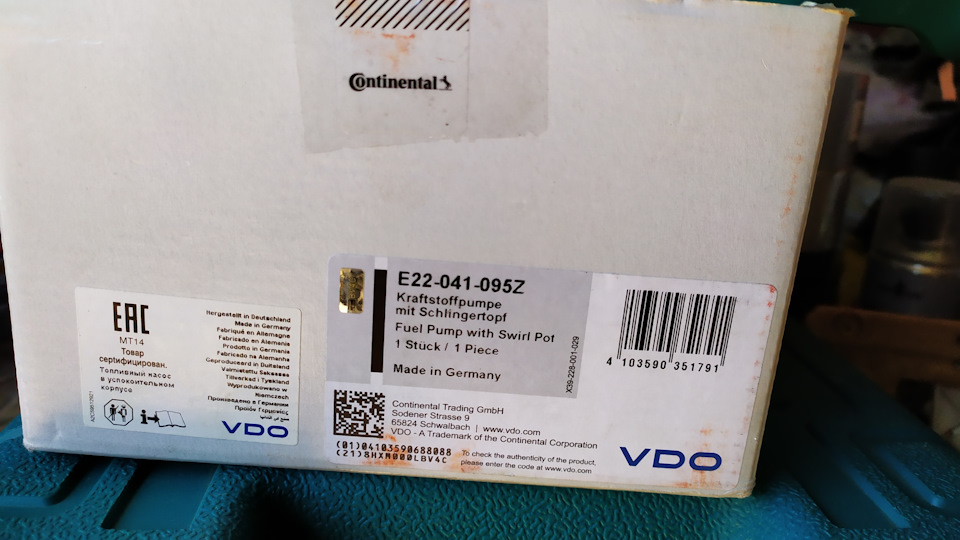 Continental
E22-041-095Z
Kraftstoffpumpe
mit Schlingertopf
Fuel Pump with Swirl Pot
1 Stück / 1 Piece
Made in Germany
X39-228-001-029
4 103590 351791
Continental Trading GmbH
Sodener Strasse 9
65824 Schwalbach | www.vdo.com
VDO - A Trademark of the Continental Corporation
(01)04103590688088
(21)8HXM000LBV4C
To check the authenticity of the product,
please enter the code at www.vdo.com
VDO
EAC
MT14
Товар
сертифицирован.
Топливный насос
в успокоительном
корпусе
Hergestellt in Deutschland
Made in Germany
Fabriqué en Allemagne
Fabricado en Alemania
Prodotto in Germania
Fabricado na Alemanha
Geproduceerd in Duitsland
Valmistettu Saksassa
Tillverkad i Tyskland
Wyprodukowano w
Niemczech
Произведено в Германии
Προϊόν Γερμανίας
VDO